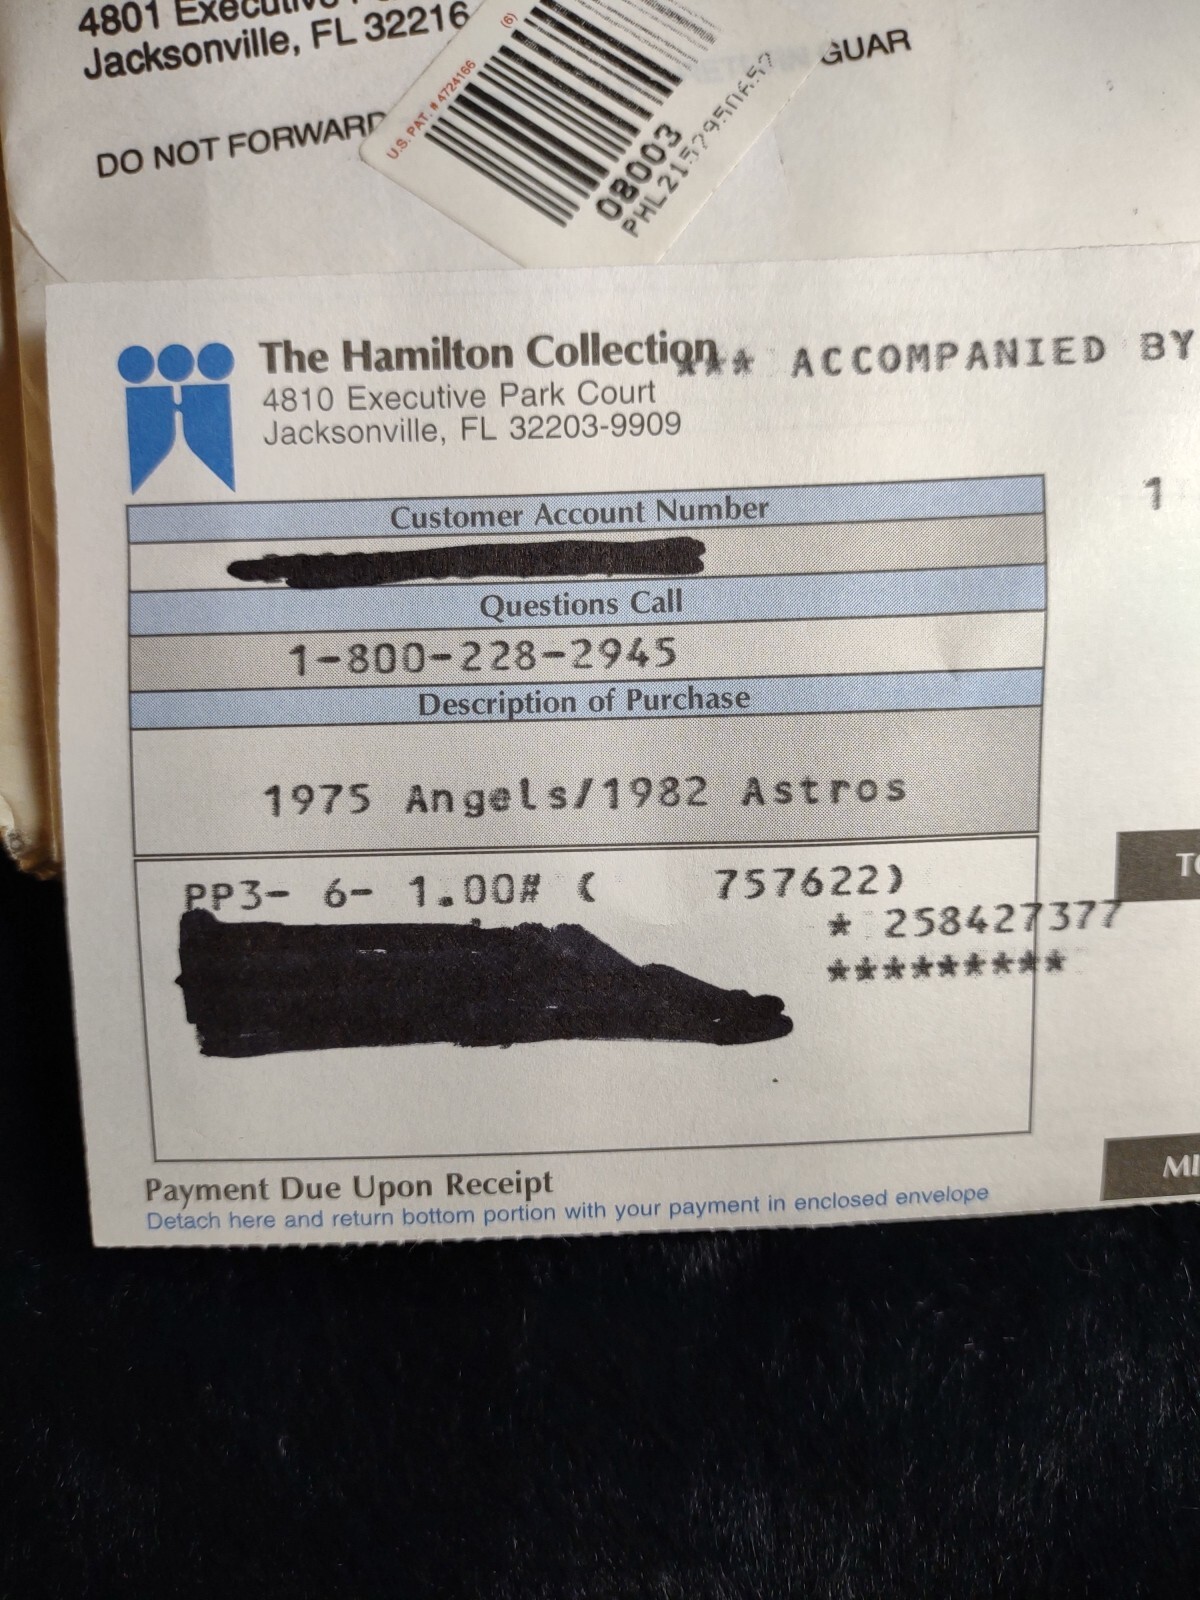 4801 Executive
Jacksonville, FL 32216
DO NOT FORWARD
GUAR
U.S. PAT. # 4724166
(6)
08003
The Hamilton Collection
4810 Executive Park Court
Jacksonville, FL 32203-9909
*** ACCOMPANIED BY
1
Customer Account Number
Questions Call
1-800-228-2945
Description of Purchase
1975 Angels/1982 Astros
PP3- 6- 1.00# ( 757622)
* 258427377
*********
Payment Due Upon Receipt
Detach here and return bottom portion with your payment in enclosed envelope